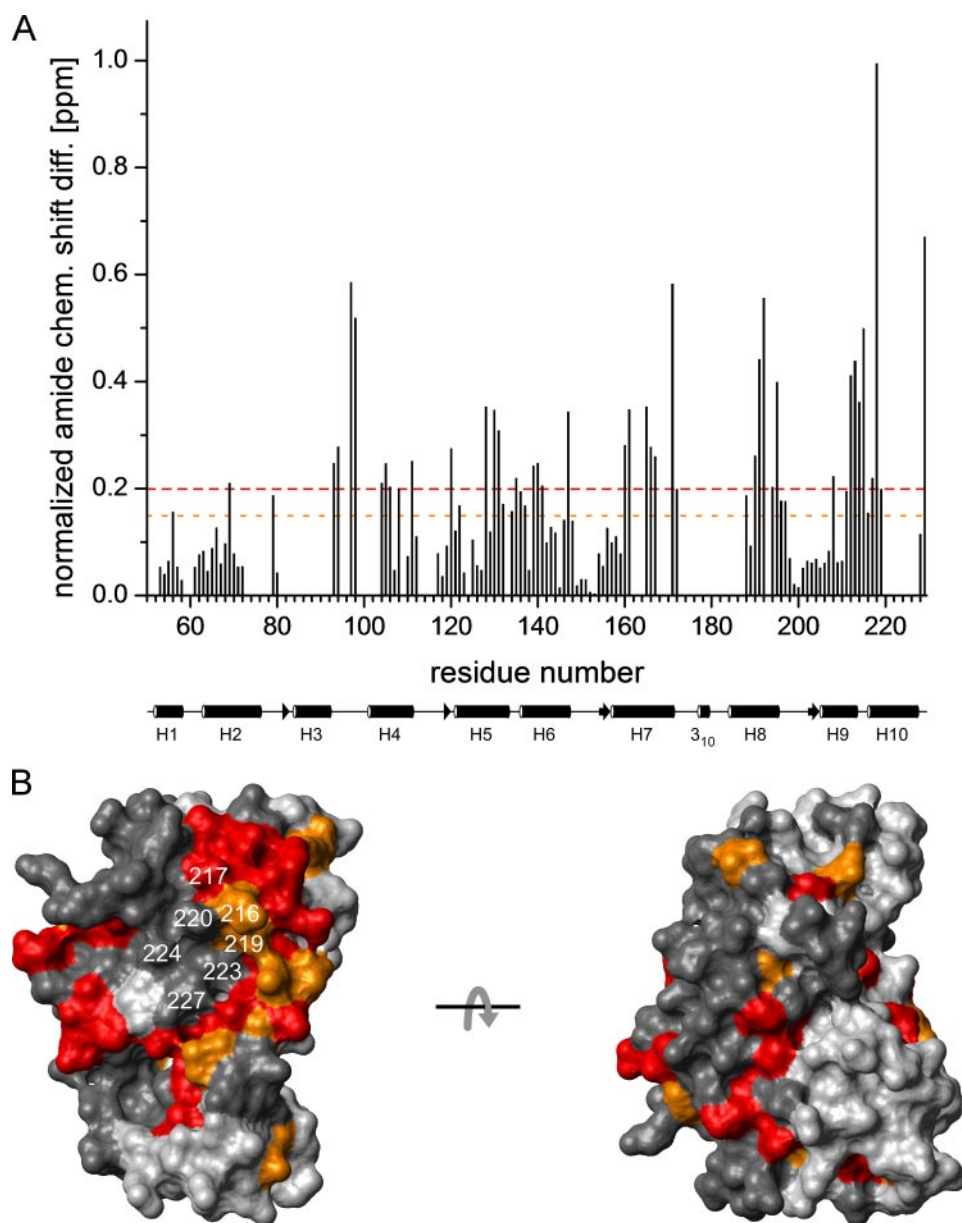 A
normalized amide chem. shift diff. [ppm]
1.0
0.8
0.6
0.4
0.2
0.0
60 80 100 120 140 160 180 200 220
residue number
H1 H2 H3 H4 H5 H6 H7 3₁₀ H8 H9 H10
B
217
220 216
219
224 223
227